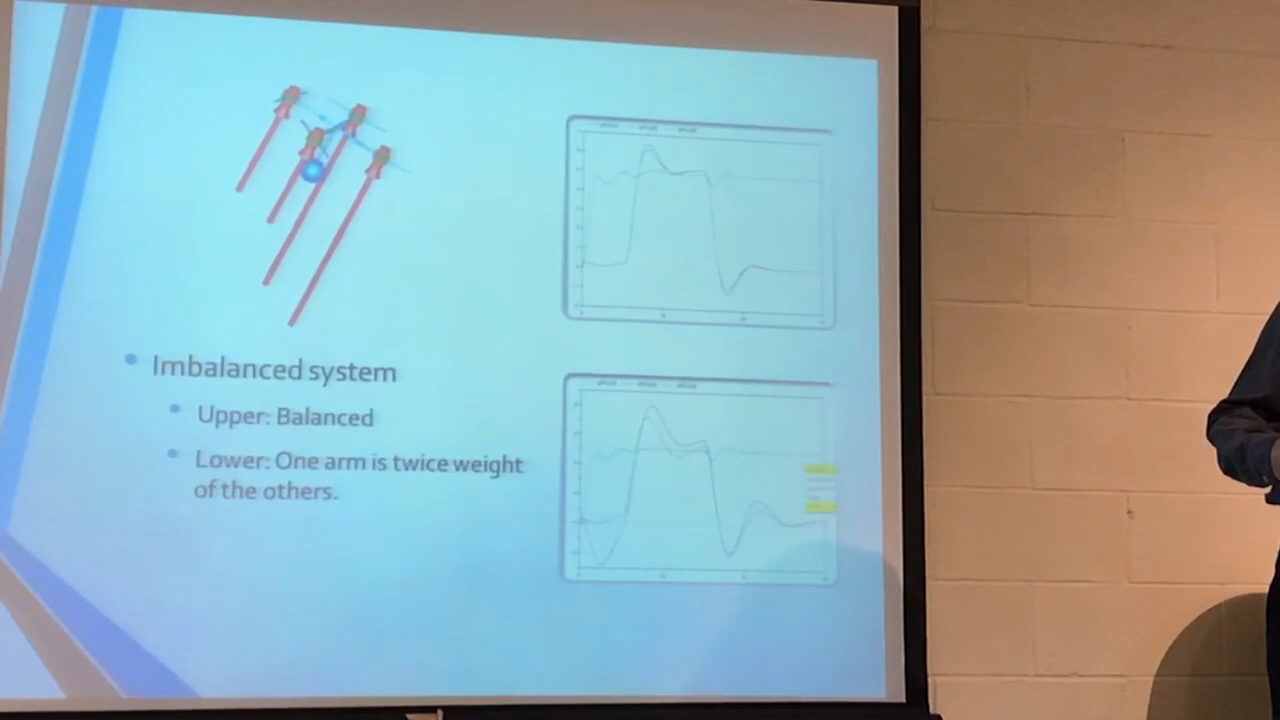 Imbalanced system
Upper: Balanced
Lower: One arm is twice weight
of the others.